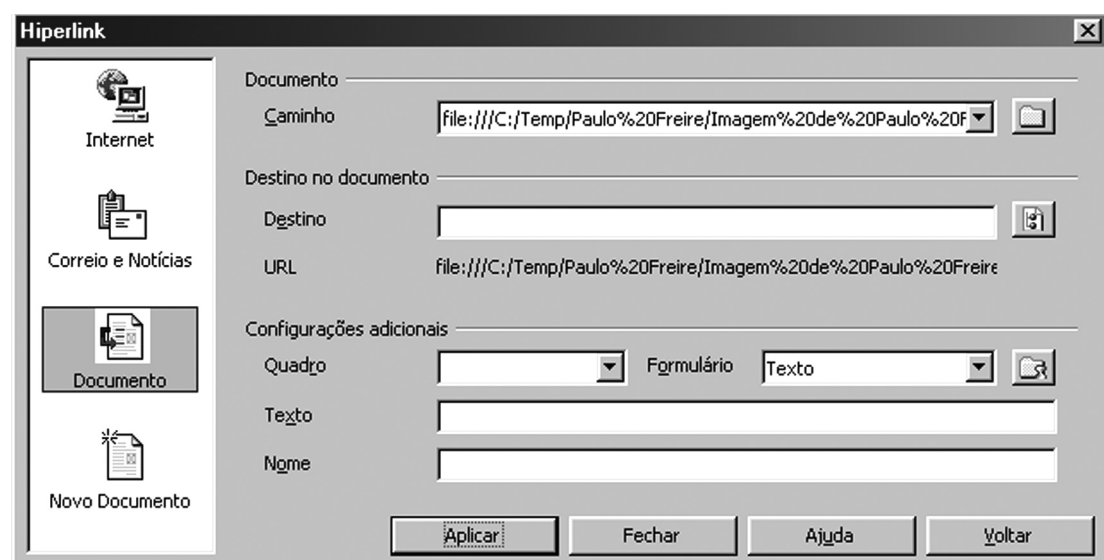 Hiperlink
Internet
Correio e Notícias
Documento
Novo Documento
Documento
Caminho file:///C:/Temp/Paulo%20Freire/Imagem%20de%20Paulo%20F
Destino no documento
Destino
URL file:///C:/Temp/Paulo%20Freire/Imagem%20de%20Paulo%20Freire
Configurações adicionais
Quadro Formulário Texto
Texto
Nome
Aplicar Fechar Ajuda Voltar